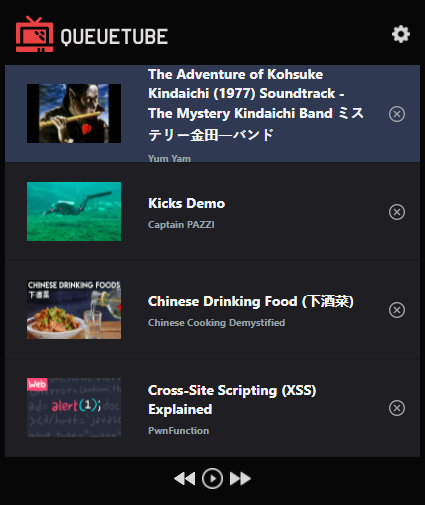 QUEUETUBE
The Adventure of Kohsuke
Kindaichi (1977) Soundtrack -
The Mystery Kindaichi Band ミス
テリー金田一バンド
Yum Yam
Kicks Demo
Captain PAZZI
CHINESE DRINKING FOODS
下酒菜
Chinese Drinking Food (下酒菜)
Chinese Cooking Demystified
Web
alert(1);
Cross-Site Scripting (XSS)
Explained
PwnFunction